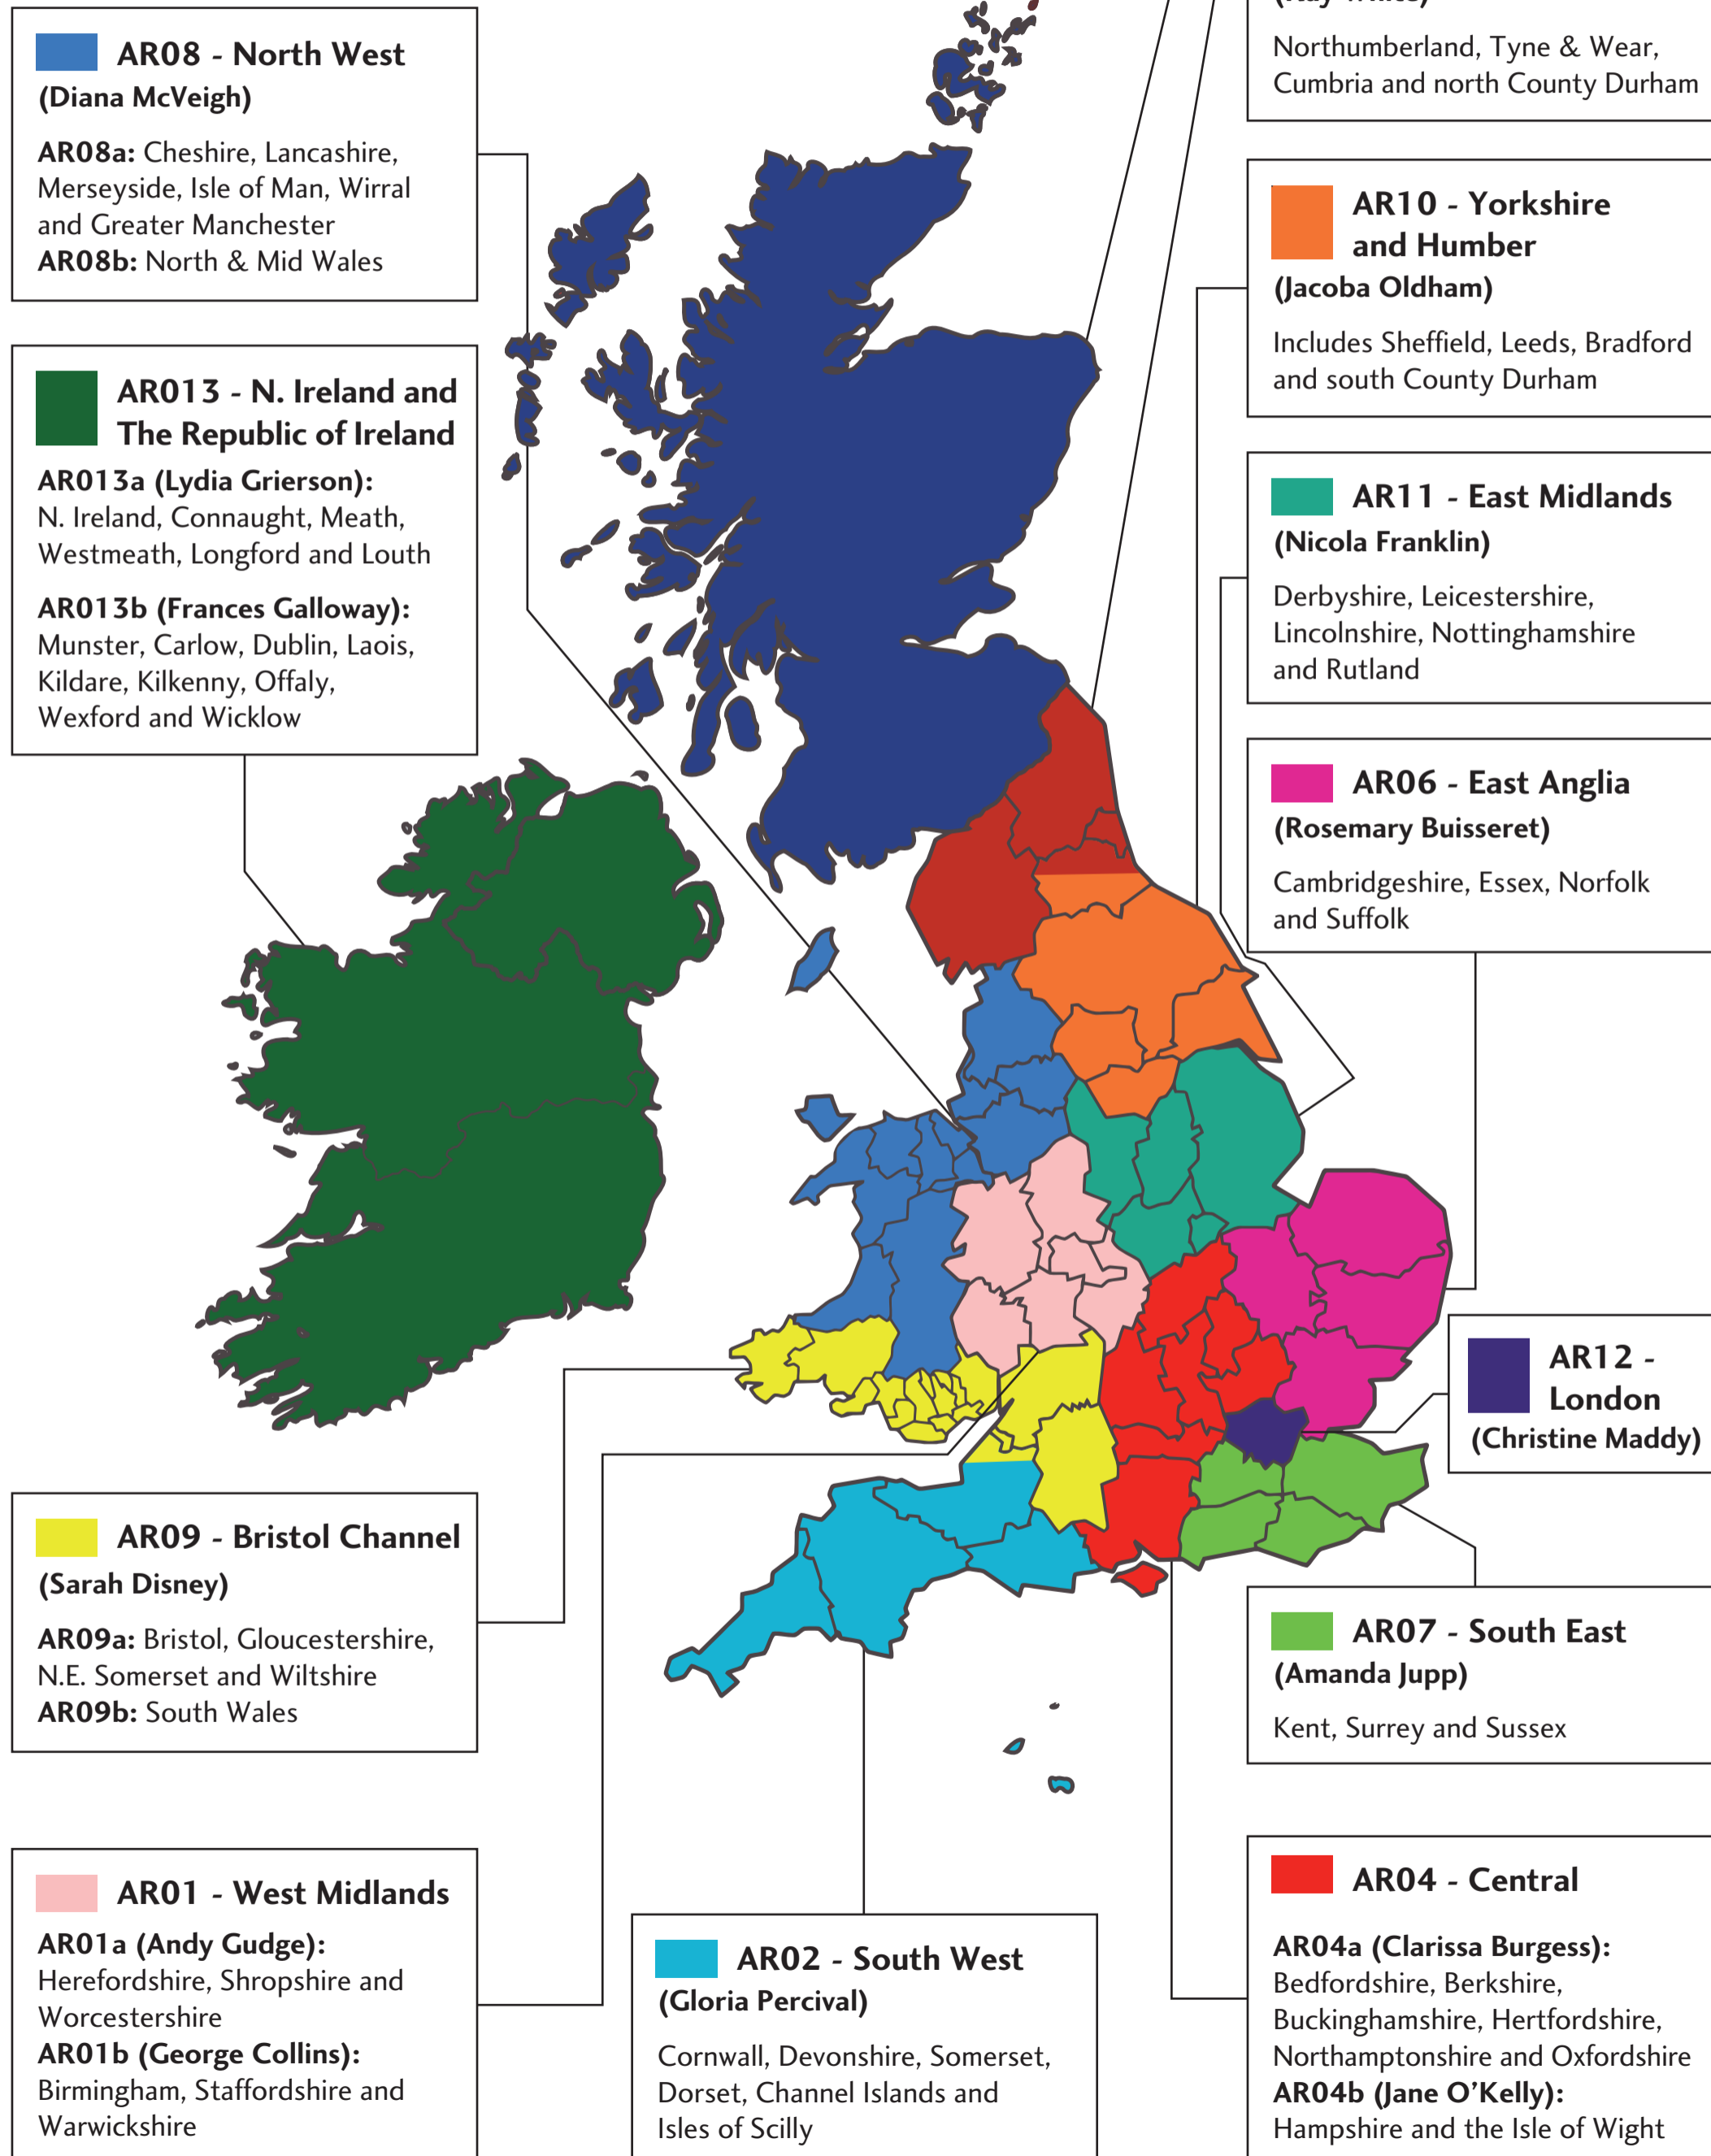 AR08 - North West
(Diana McVeigh)
AR08a: Cheshire, Lancashire,
Merseyside, Isle of Man, Wirral
and Greater Manchester
AR08b: North & Mid Wales
AR013 - N. Ireland and
The Republic of Ireland
AR013a (Lydia Grierson):
N. Ireland, Connaught, Meath,
Westmeath, Longford and Louth
AR013b (Frances Galloway):
Munster, Carlow, Dublin, Laois,
Kildare, Kilkenny, Offaly,
Wexford and Wicklow
AR09 - Bristol Channel
(Sarah Disney)
AR09a: Bristol, Gloucestershire,
N.E. Somerset and Wiltshire
AR09b: South Wales
AR01 - West Midlands
AR01a (Andy Gudge):
Herefordshire, Shropshire and
Worcestershire
AR01b (George Collins):
Birmingham, Staffordshire and
Warwickshire
AR02 - South West
(Gloria Percival)
Cornwall, Devonshire, Somerset,
Dorset, Channel Islands and
Isles of Scilly
Northumberland, Tyne & Wear,
Cumbria and north County Durham
AR10 - Yorkshire
and Humber
(Jacoba Oldham)
Includes Sheffield, Leeds, Bradford
and south County Durham
AR11 - East Midlands
(Nicola Franklin)
Derbyshire, Leicestershire,
Lincolnshire, Nottinghamshire
and Rutland
AR06 - East Anglia
(Rosemary Buisseret)
Cambridgeshire, Essex, Norfolk
and Suffolk
AR12 -
London
(Christine Maddy)
AR07 - South East
(Amanda Jupp)
Kent, Surrey and Sussex
AR04 - Central
AR04a (Clarissa Burgess):
Bedfordshire, Berkshire,
Buckinghamshire, Hertfordshire,
Northamptonshire and Oxfordshire
AR04b (Jane O’Kelly):
Hampshire and the Isle of Wight